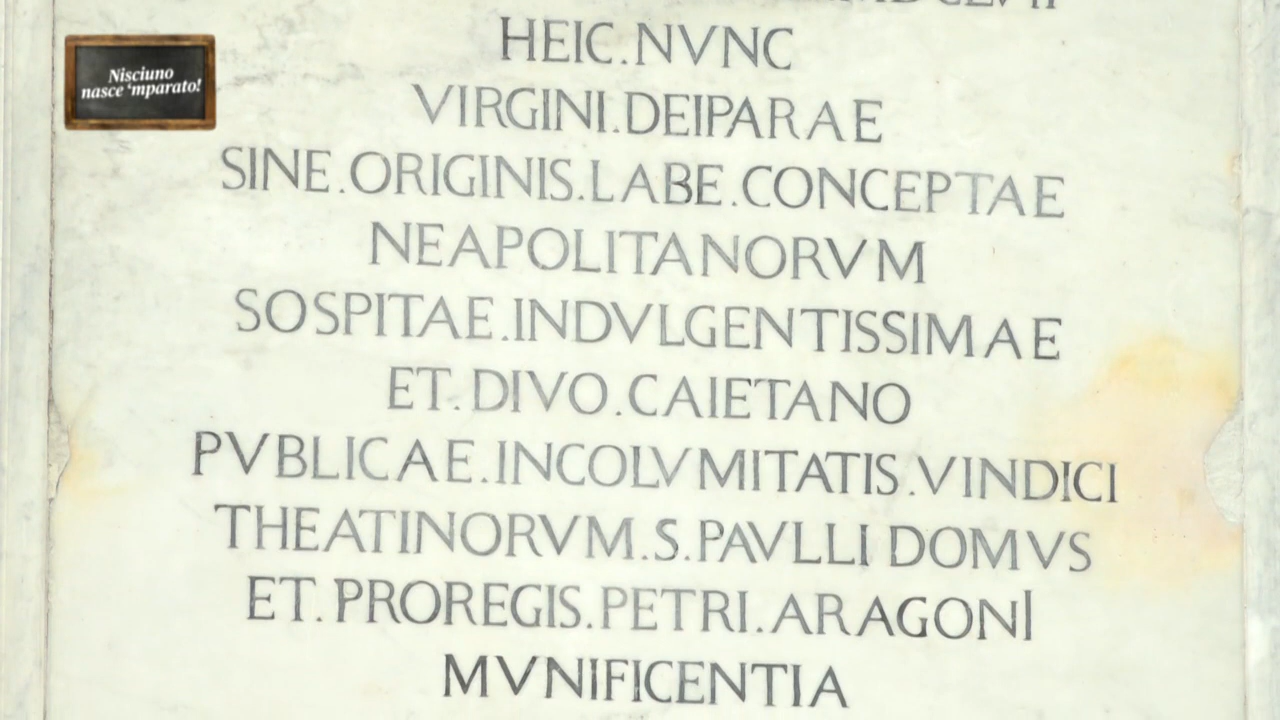 HEIC.NVNC
Nisciuno
nasce 'mparato!
VIRGINI.DEIPARAE
SINE.ORIGINIS.LABE.CONCEPTAE
NEAPOLITANORVM
SOSPITAE.INDVLGENTISSIMAE
ET.DIVO.CAIETANO
PVBLICAE.INCOLVMITATIS.VINDICI
THEATINORVM.S.PAVLLI DOMVS
ET.PROREGIS.PETRI.ARAGONI
MVNIFICENTIA